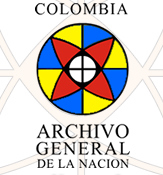 COLOMBIA
ARCHIVO
GENERAL
DE LA NACION